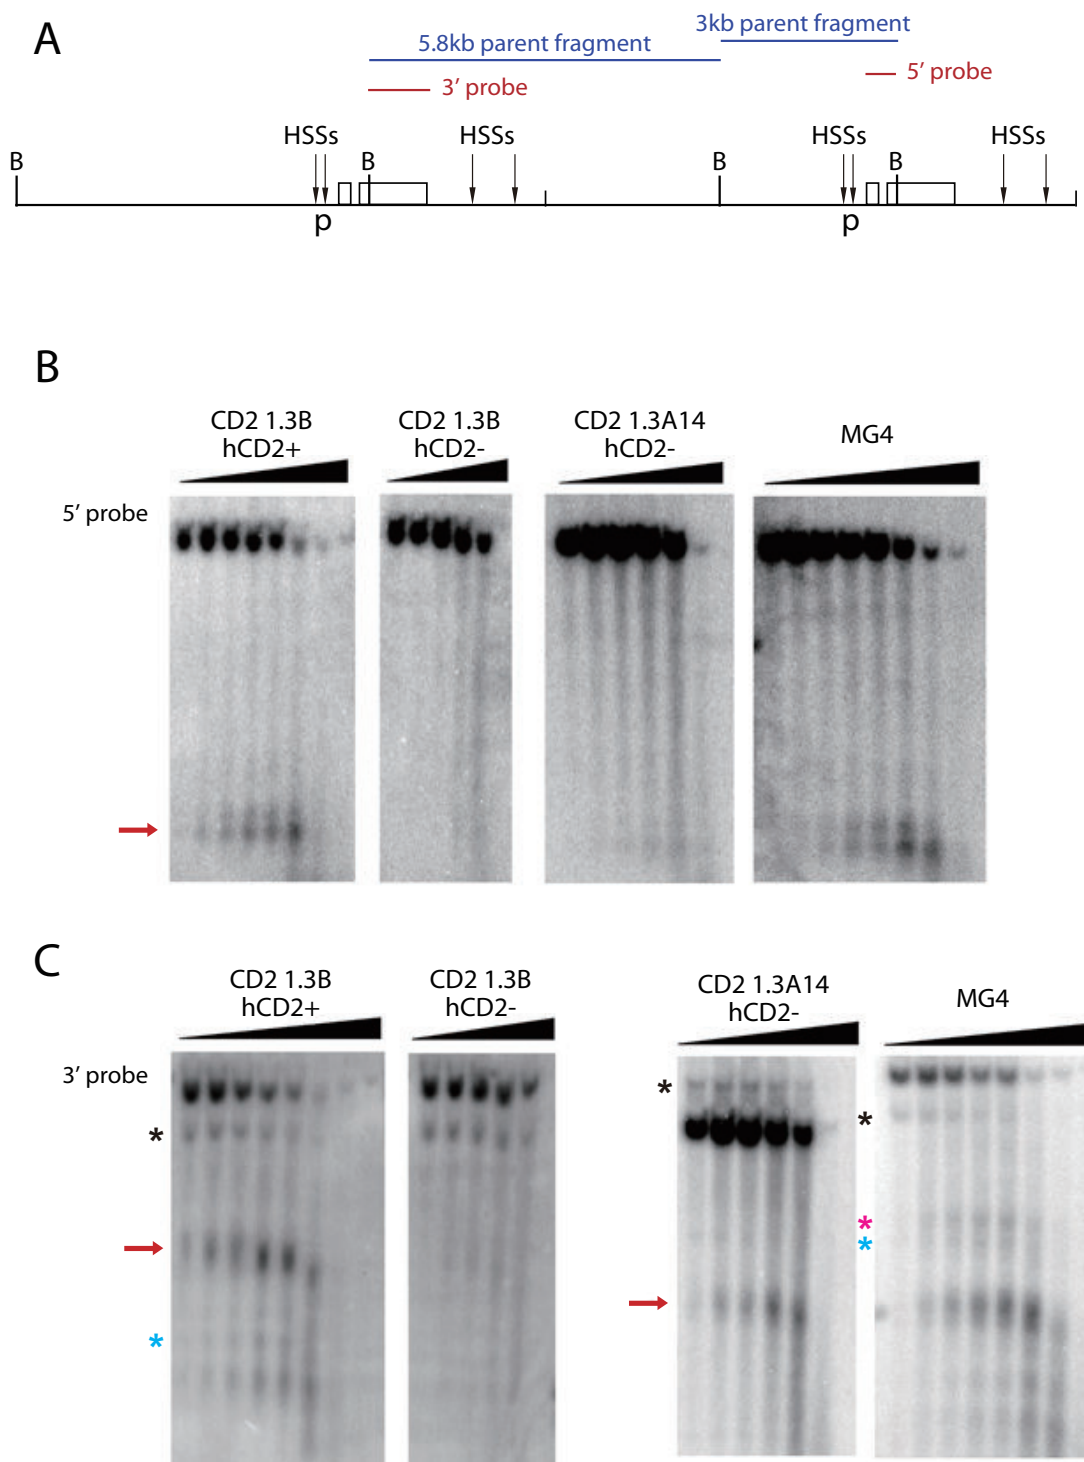 A
3kb parent fragment
5.8kb parent fragment
5' probe
3' probe
HSSs
HSSs
HSSs
HSSs
B
B
B
B
p
p
B
CD2 1.3B
hCD2+
CD2 1.3B
hCD2-
CD2 1.3A14
hCD2-
MG4
5' probe
C
CD2 1.3B
hCD2+
CD2 1.3B
hCD2-
CD2 1.3A14
hCD2-
MG4
3' probe
*
*
*
*
*
*